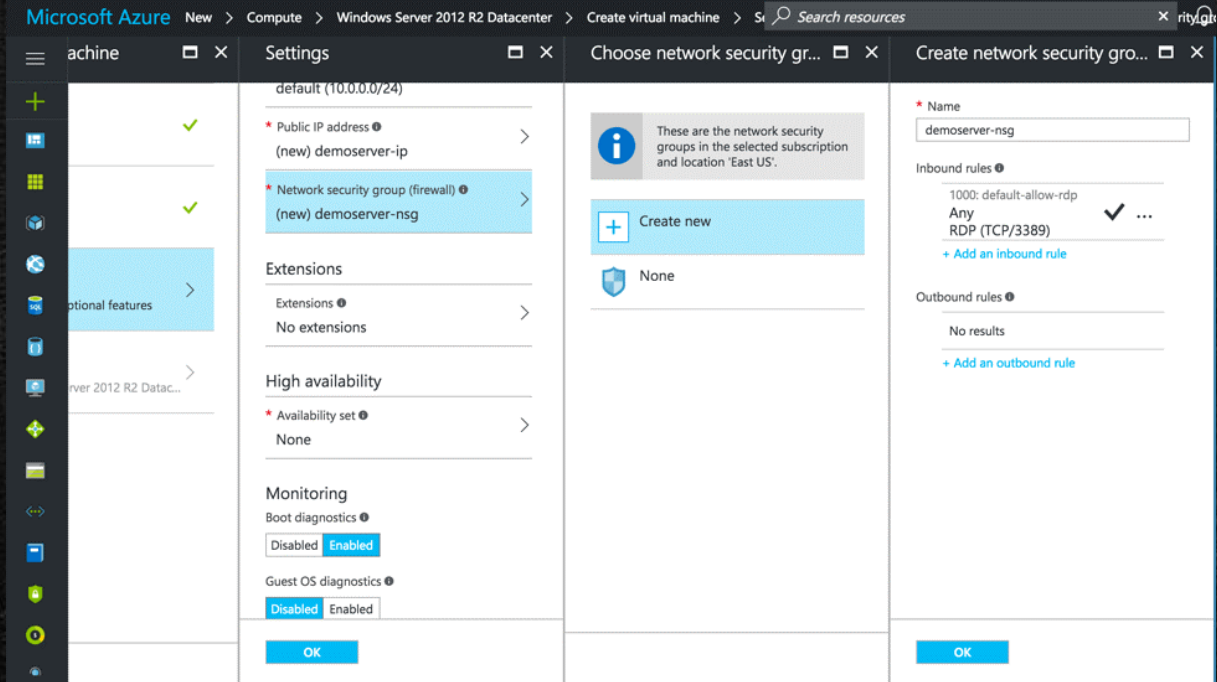 Microsoft Azure New > Compute > Windows Server 2012 R2 Datacenter > Create virtual machine > Search resources
achine
ptional features
rver 2012 R2 Datac...
Settings
default (10.0.0.0/24)
* Public IP address
(new) demoserver-ip
* Network security group (firewall)
(new) demoserver-nsg
Extensions
Extensions
No extensions
High availability
* Availability set
None
Monitoring
Boot diagnostics
Disabled Enabled
Guest OS diagnostics
Disabled Enabled
OK
Choose network security gr...
These are the network security
groups in the selected subscription
and location 'East US'.
Create new
None
Create network security gro...
* Name
demoserver-nsg
Inbound rules
1000: default-allow-rdp
Any
RDP (TCP/3389)
...
+ Add an inbound rule
Outbound rules
No results
+ Add an outbound rule
OK